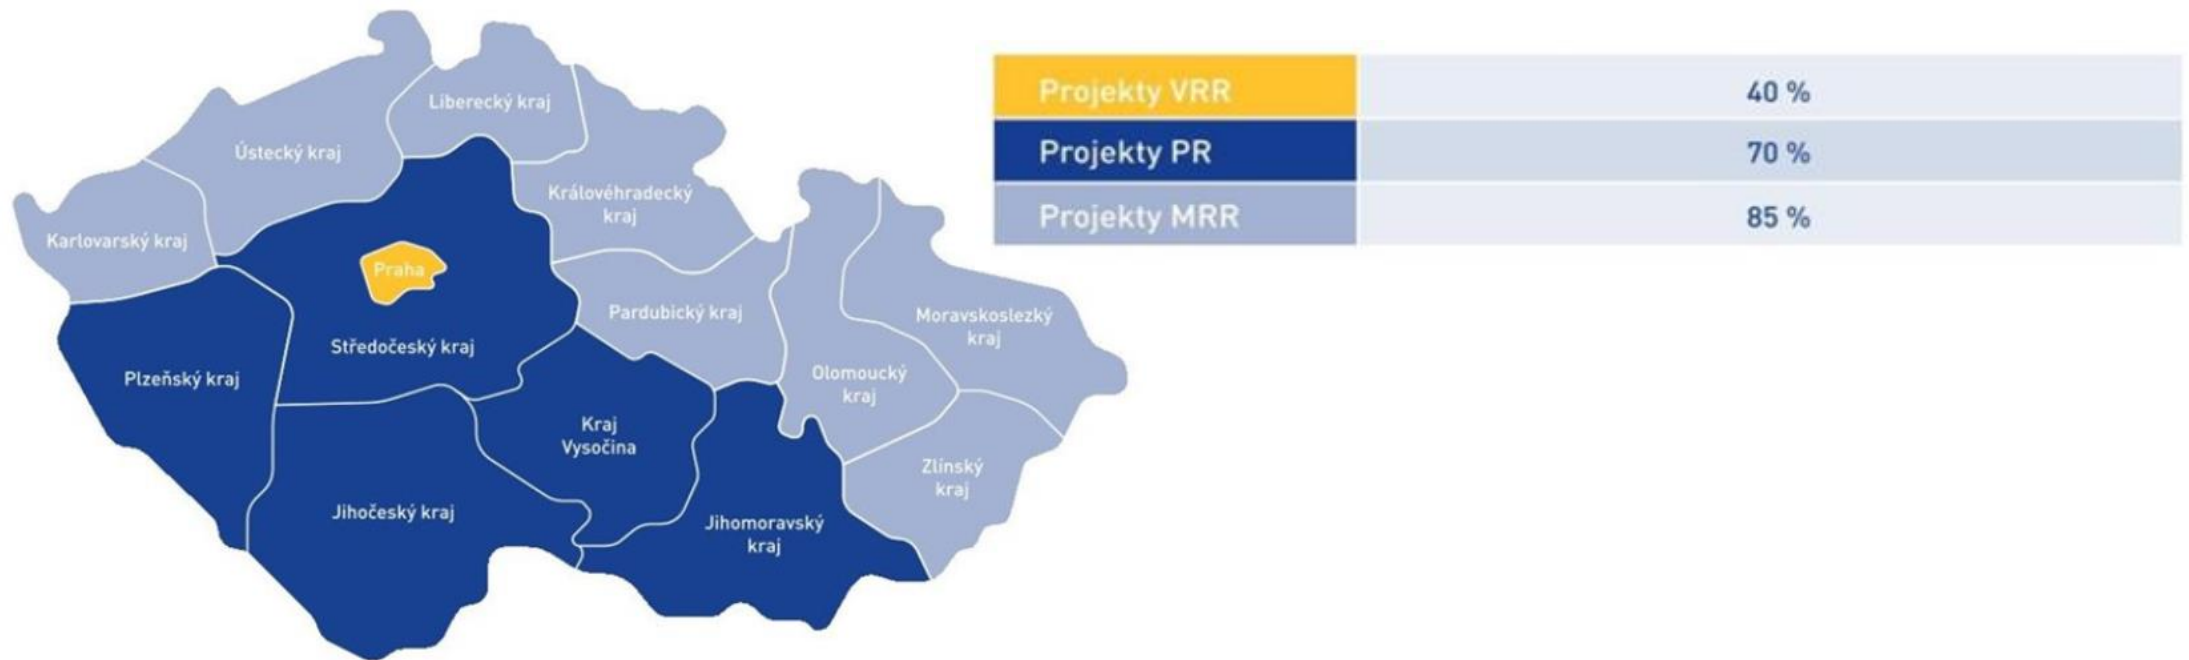 Liberecký kraj
Ústecký kraj
Královéhradecký
kraj
Karlovarský kraj
Praha
Pardubický kraj
Moravskoslezký
kraj
Středočeský kraj
Plzeňský kraj
Olomoucký
kraj
Kraj
Vysočina
Zlínský
kraj
Jihočeský kraj
Jihomoravský
kraj
Projekty VRR 40 %
Projekty PR 70 %
Projekty MRR 85 %